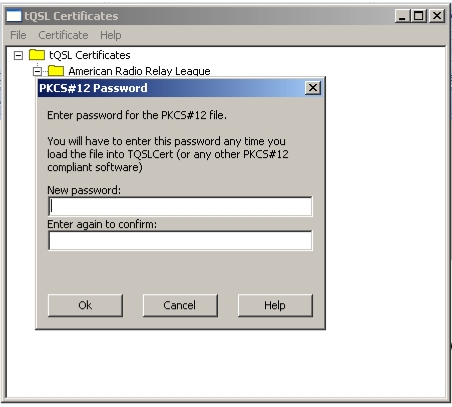 tQSL Certificates
File Certificate Help
tQSL Certificates
American Radio Relay League
PKCS#12 Password
Enter password for the PKCS#12 file.
You will have to enter this password any time you
load the file into TQSLCert (or any other PKCS#12
compliant software)
New password:
Enter again to confirm:
Ok Cancel Help